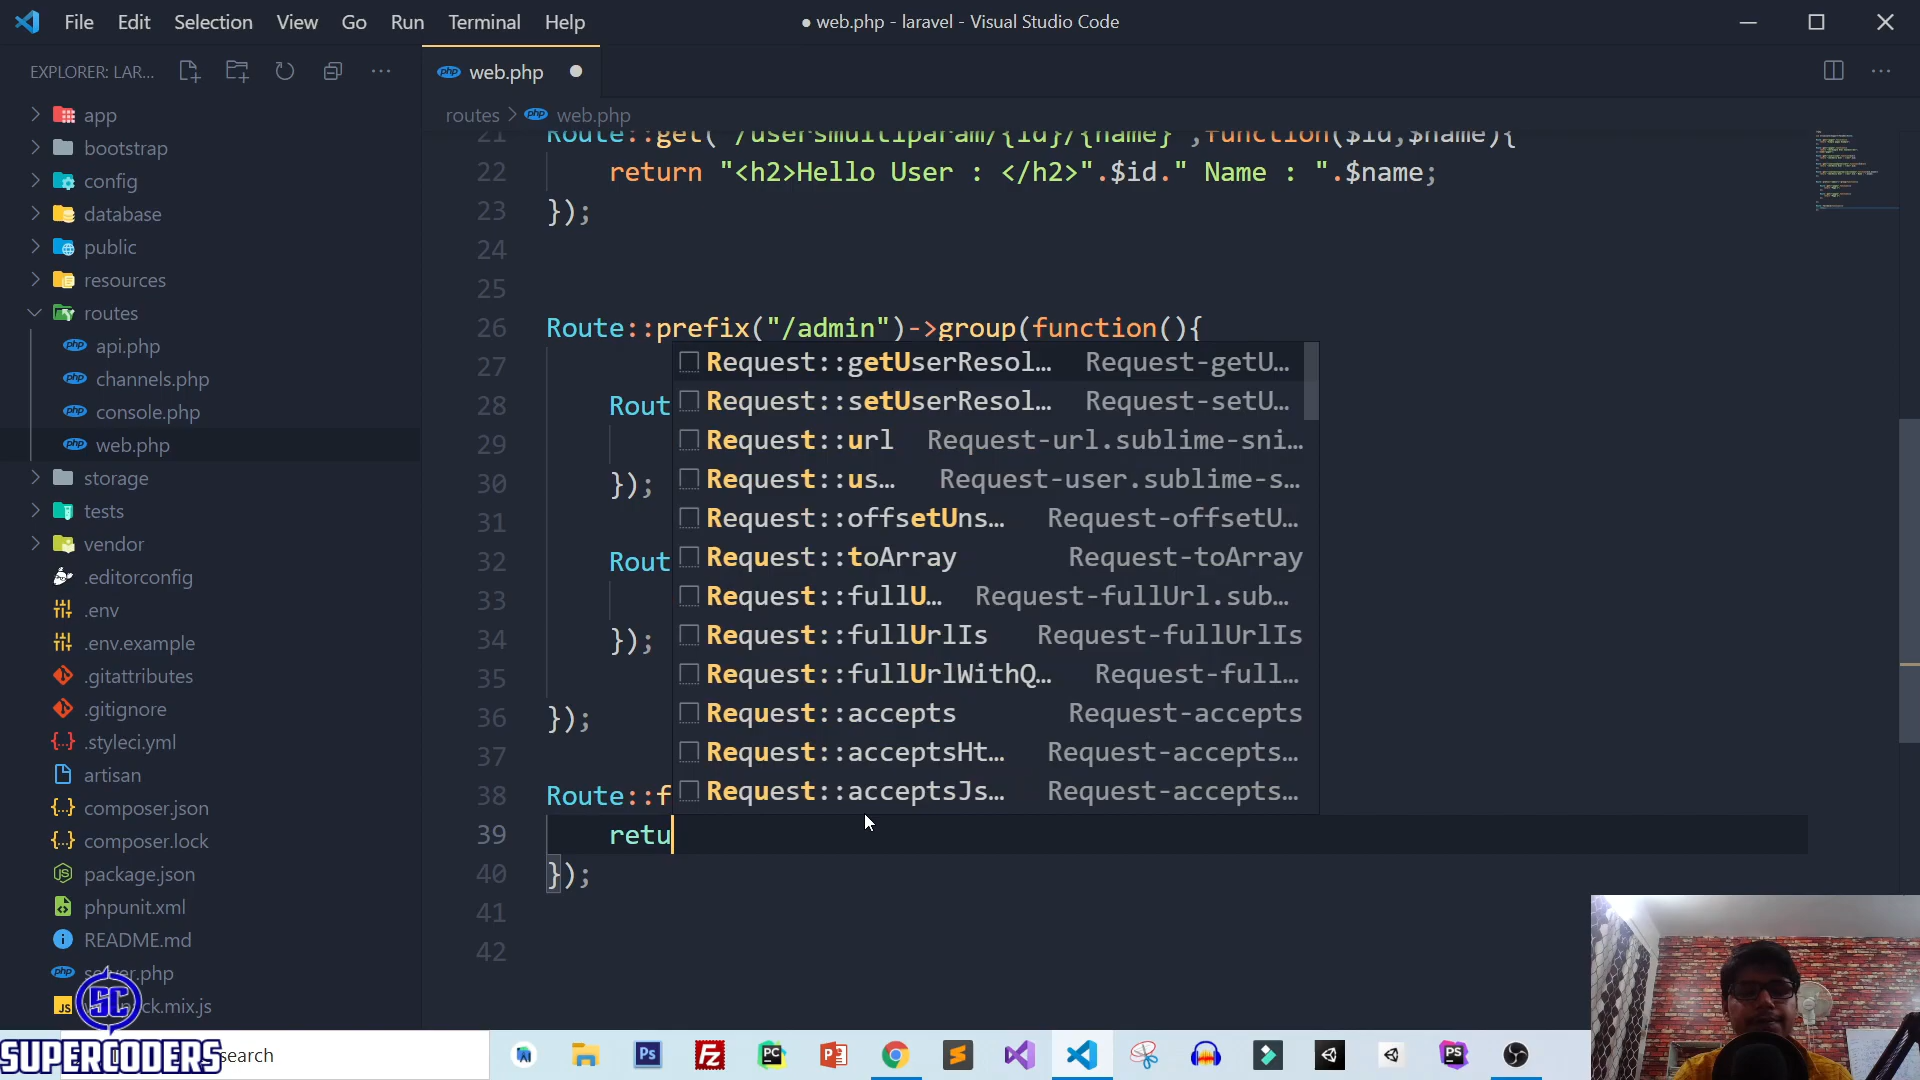 File Edit Selection View Go Run Terminal Help
● web.php - laravel - Visual Studio Code
EXPLORER: LAR...
web.php
routes > web.php
app
bootstrap
config
database
public
resources
routes
api.php
channels.php
console.php
web.php
storage
tests
vendor
.editorconfig
.env
.env.example
.gitattributes
.gitignore
.styleci.yml
artisan
composer.json
composer.lock
package.json
phpunit.xml
README.md
21 Route::get("/usersmultiparam/{id}/{name}",function($id,$name){
22 return "<h2>Hello User : </h2>".$id." Name : ".$name;
23 });
24
25
26 Route::prefix("/admin")->group(function(){
27
28 Rout
29
30 });
31
32 Rout
33
34 });
35
36 });
37
38 Route::f
39 retu
40 });
41
42
Request::getUserResol... Request-getU...
Request::setUserResol... Request-setU...
Request::url Request-url.sublime-sni...
Request::us... Request-user.sublime-s...
Request::offsetUns... Request-offsetU...
Request::toArray Request-toArray
Request::fullU... Request-fullUrl.sub...
Request::fullUrlIs Request-fullUrlIs
Request::fullUrlWithQ... Request-full...
Request::accepts Request-accepts
Request::acceptsHt... Request-accepts...
Request::acceptsJs... Request-accepts...
SC
SUPERCODERS
search